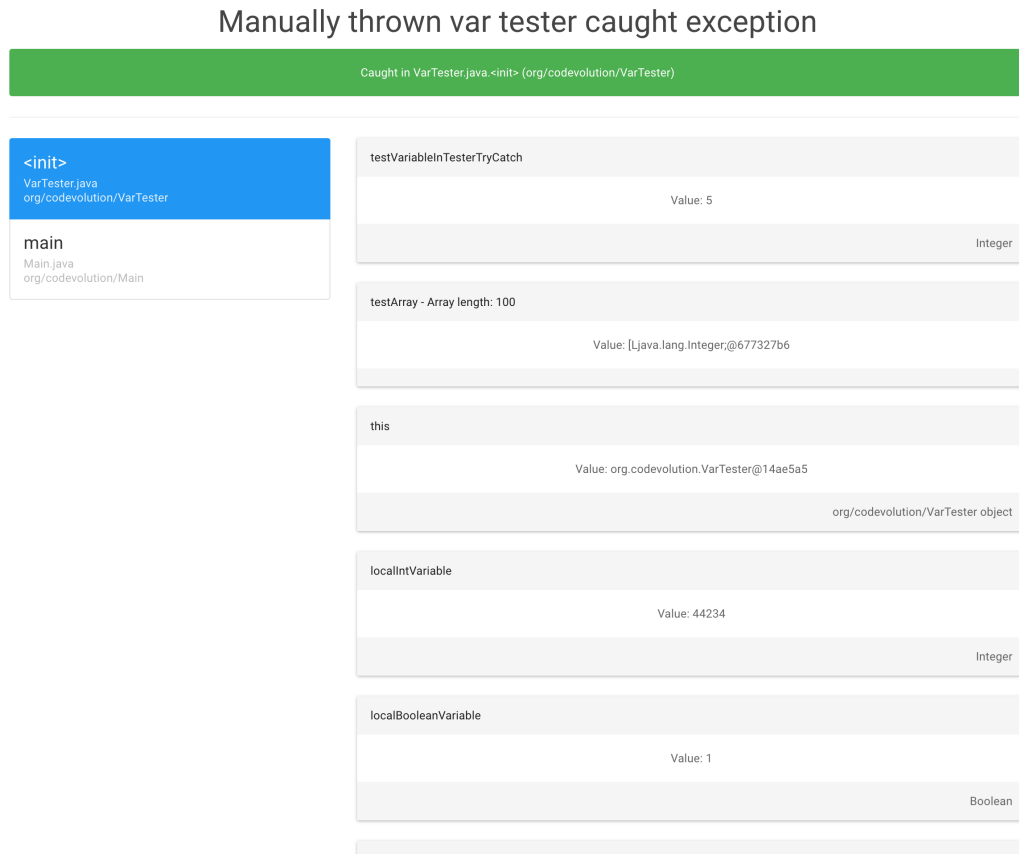 Manually thrown var tester caught exception
Caught in VarTester.java.<init> (org/codevolution/VarTester)
<init>
VarTester.java
org/codevolution/VarTester
main
Main.java
org/codevolution/Main
testVariableInTesterTryCatch
Value: 5
Integer
testArray - Array length: 100
Value: [Ljava.lang.Integer;@677327b6
this
Value: org.codevolution.VarTester@14ae5a5
org/codevolution/VarTester object
localIntVariable
Value: 44234
Integer
localBooleanVariable
Value: 1
Boolean